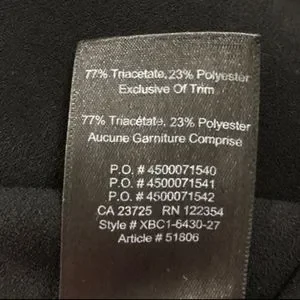 77% Triacetate, 23% Polyester
Exclusive Of Trim
77% Triacétate, 23% Polyester
Aucune Garniture Comprise
P.O. # 4500071540
P.O. # 4500071541
P.O. # 4500071542
CA 23725 RN 122354
Style # XBC1-6430-27
Article # 51806